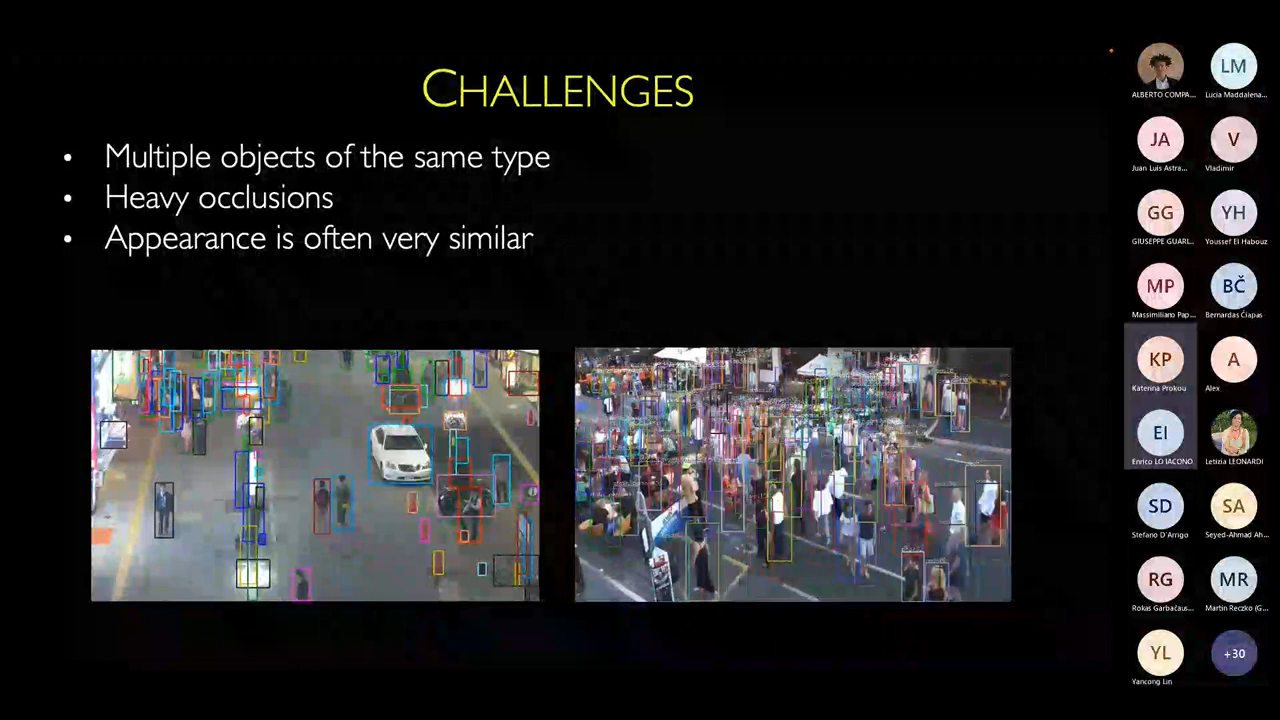 CHALLENGES
• Multiple objects of the same type
• Heavy occlusions
• Appearance is often very similar
ALBERTO COMPA...
LM
Lucia Maddalena...
JA
Juan Luis Astra...
V
Vladimir
GG
GIUSEPPE GUARI...
YH
Youssef El Habouz
MP
Massimiliano Pap...
BČ
Bernardas Čiapas
KP
Katerina Prokou
A
Alex
EI
Enrico LO IACONO
Letizia LEONARDI
SD
Stefano D'Arrigo
SA
Seyed-Ahmad Ah...
RG
Rokas Garbačaus...
MR
Martin Reczko (G...
YL
Yancong Lin
+30